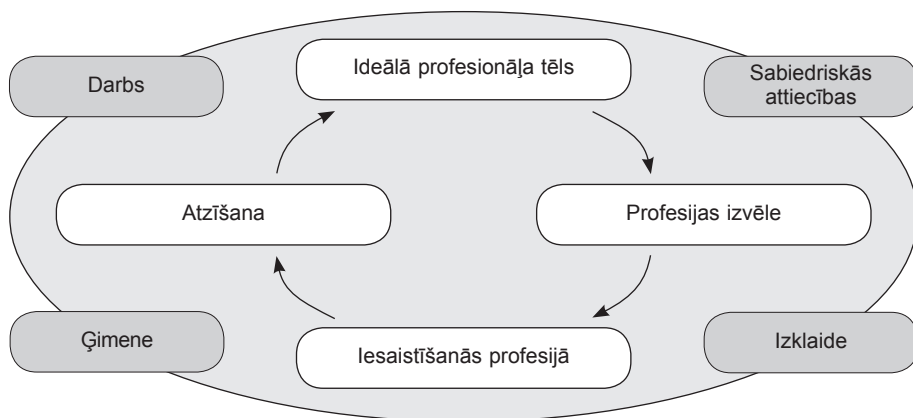 Ideālā profesionāļa tēls
Darbs
Sabiedriskās
attiecības
Atzīšana
Profesijas izvēle
Ģimene
Iesaistīšanās profesijā
Izklaide